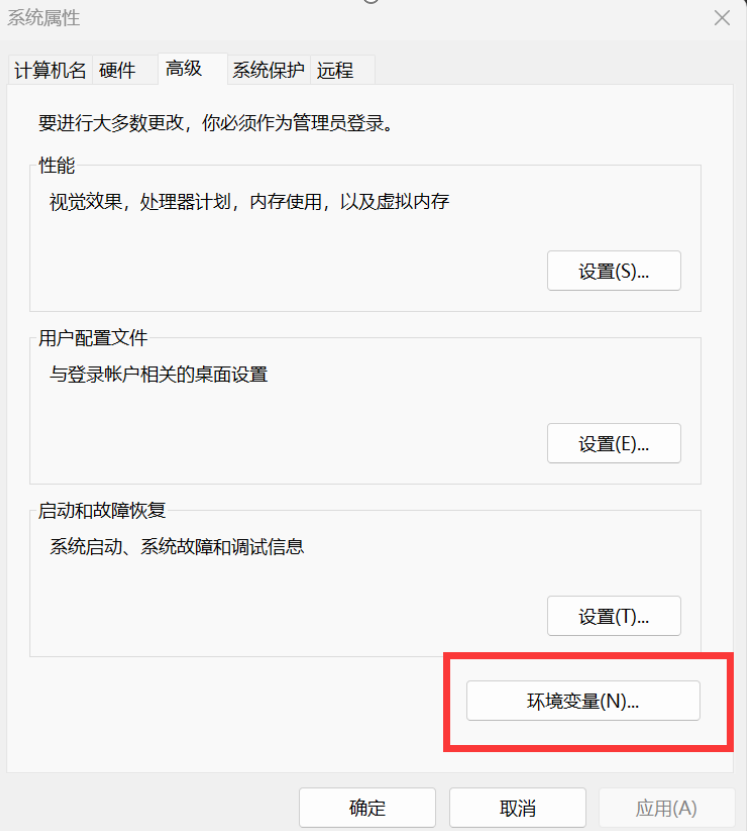 系统属性
计算机名 硬件 高级 系统保护 远程
要进行大多数更改，你必须作为管理员登录。
性能
视觉效果，处理器计划，内存使用，以及虚拟内存
设置(S)...
用户配置文件
与登录帐户相关的桌面设置
设置(E)...
启动和故障恢复
系统启动、系统故障和调试信息
设置(T)...
环境变量(N)...
确定 取消 应用(A)